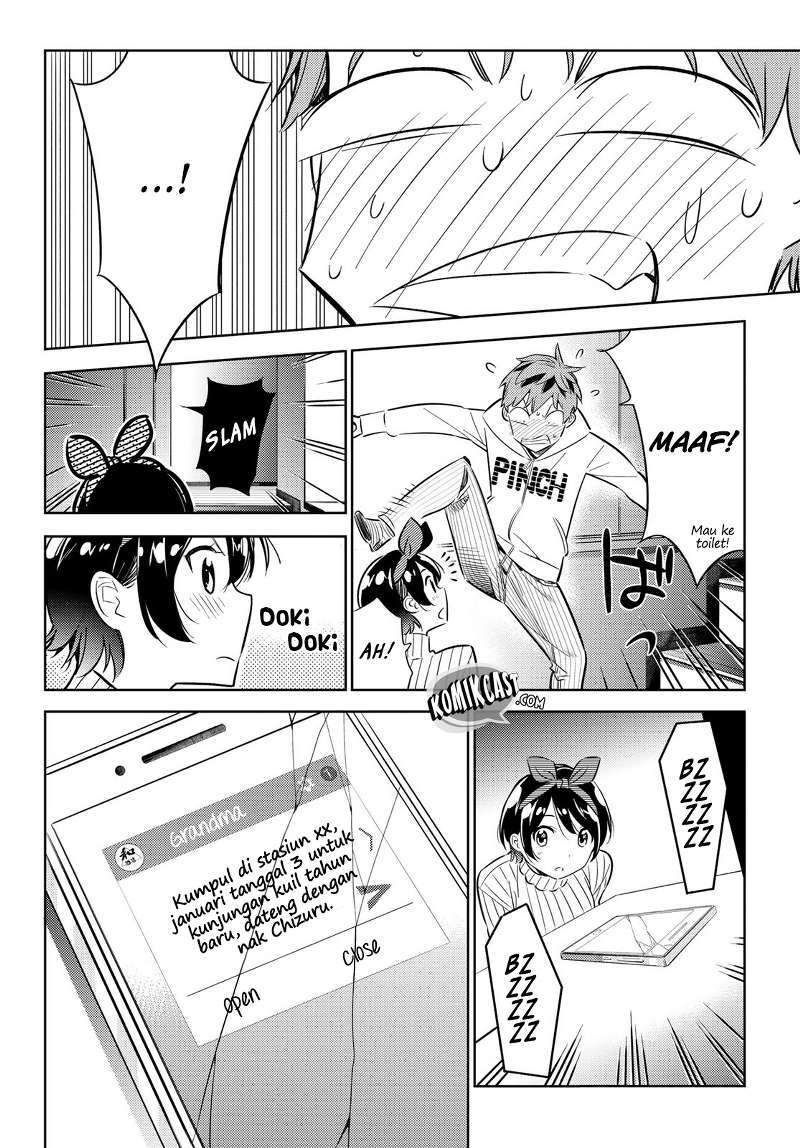 ...!
MAAF!
PINCH
Mau ke
toilet!
AH!
SLAM
DOKI
DOKI
KOMIKCAST
.COM
BZ
ZZ
ZZ
ZZ
BZ
ZZ
ZZ
ZZ
Grandma
Kumpul di stasiun xx,
januari tanggal 3 untuk
kunjungan kuil tahun
baru, dateng dengan
nak Chizuru.
Open
Close